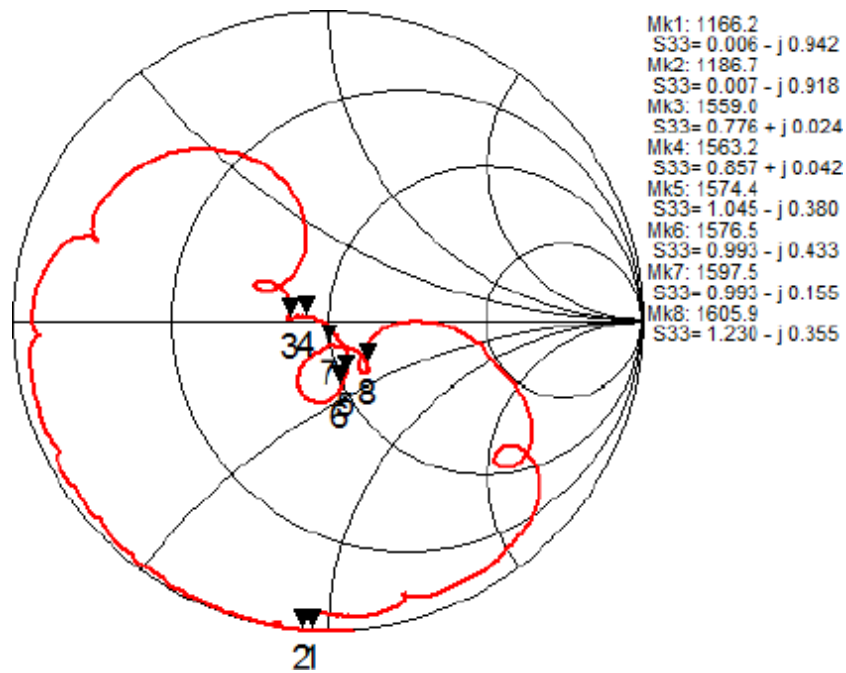 Mk1: 1166.2
S33= 0.006 - j 0.942
Mk2: 1186.7
S33= 0.007 - j 0.918
Mk3: 1559.0
S33= 0.776 + j 0.024
Mk4: 1563.2
S33= 0.857 + j 0.042
Mk5: 1574.4
S33= 1.045 - j 0.380
Mk6: 1576.5
S33= 0.993 - j 0.433
Mk7: 1597.5
S33= 0.993 - j 0.155
Mk8: 1605.9
S33= 1.230 - j 0.355
34
7
8
5
6
21